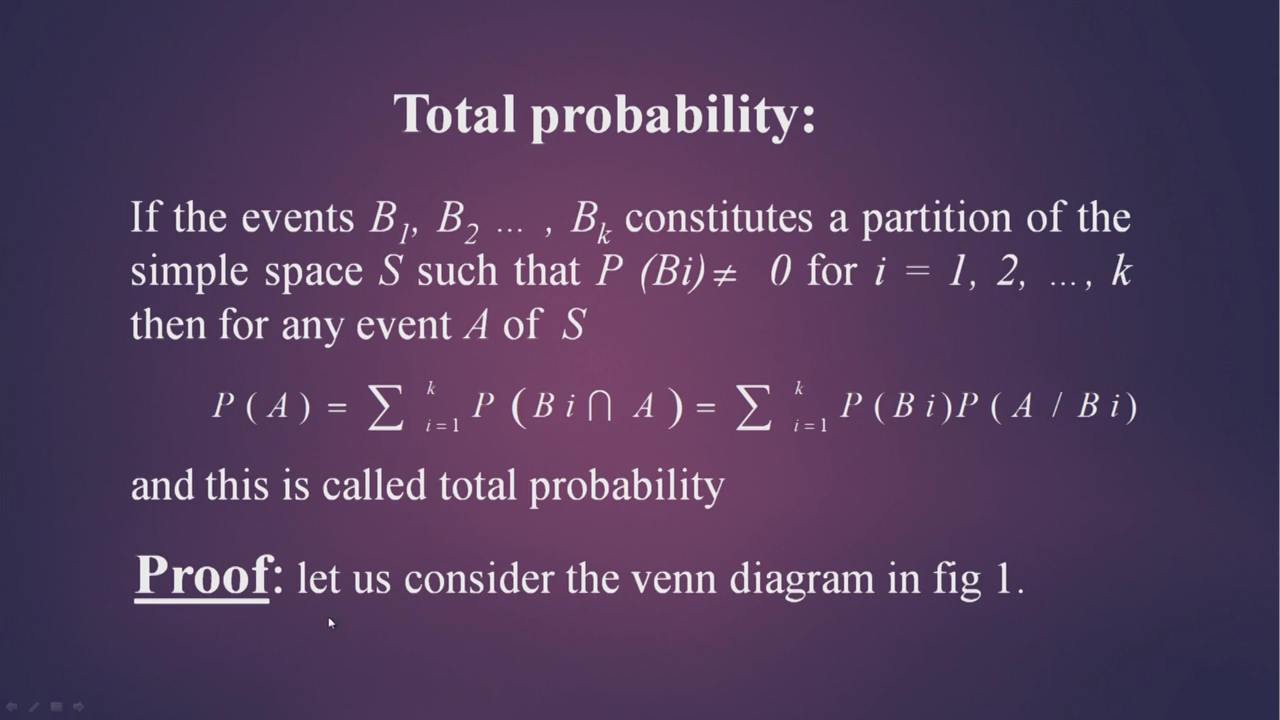 Total probability:
If the events B1, B2 ... , Bk constitutes a partition of the
simple space S such that P (Bi) ≠ 0 for i = 1, 2, ..., k
then for any event A of S
P ( A ) = ∑ k i = 1 P ( B i ⋂ A ) = ∑ k i = 1 P ( B i ) P ( A / B i )
and this is called total probability
Proof: let us consider the venn diagram in fig 1.